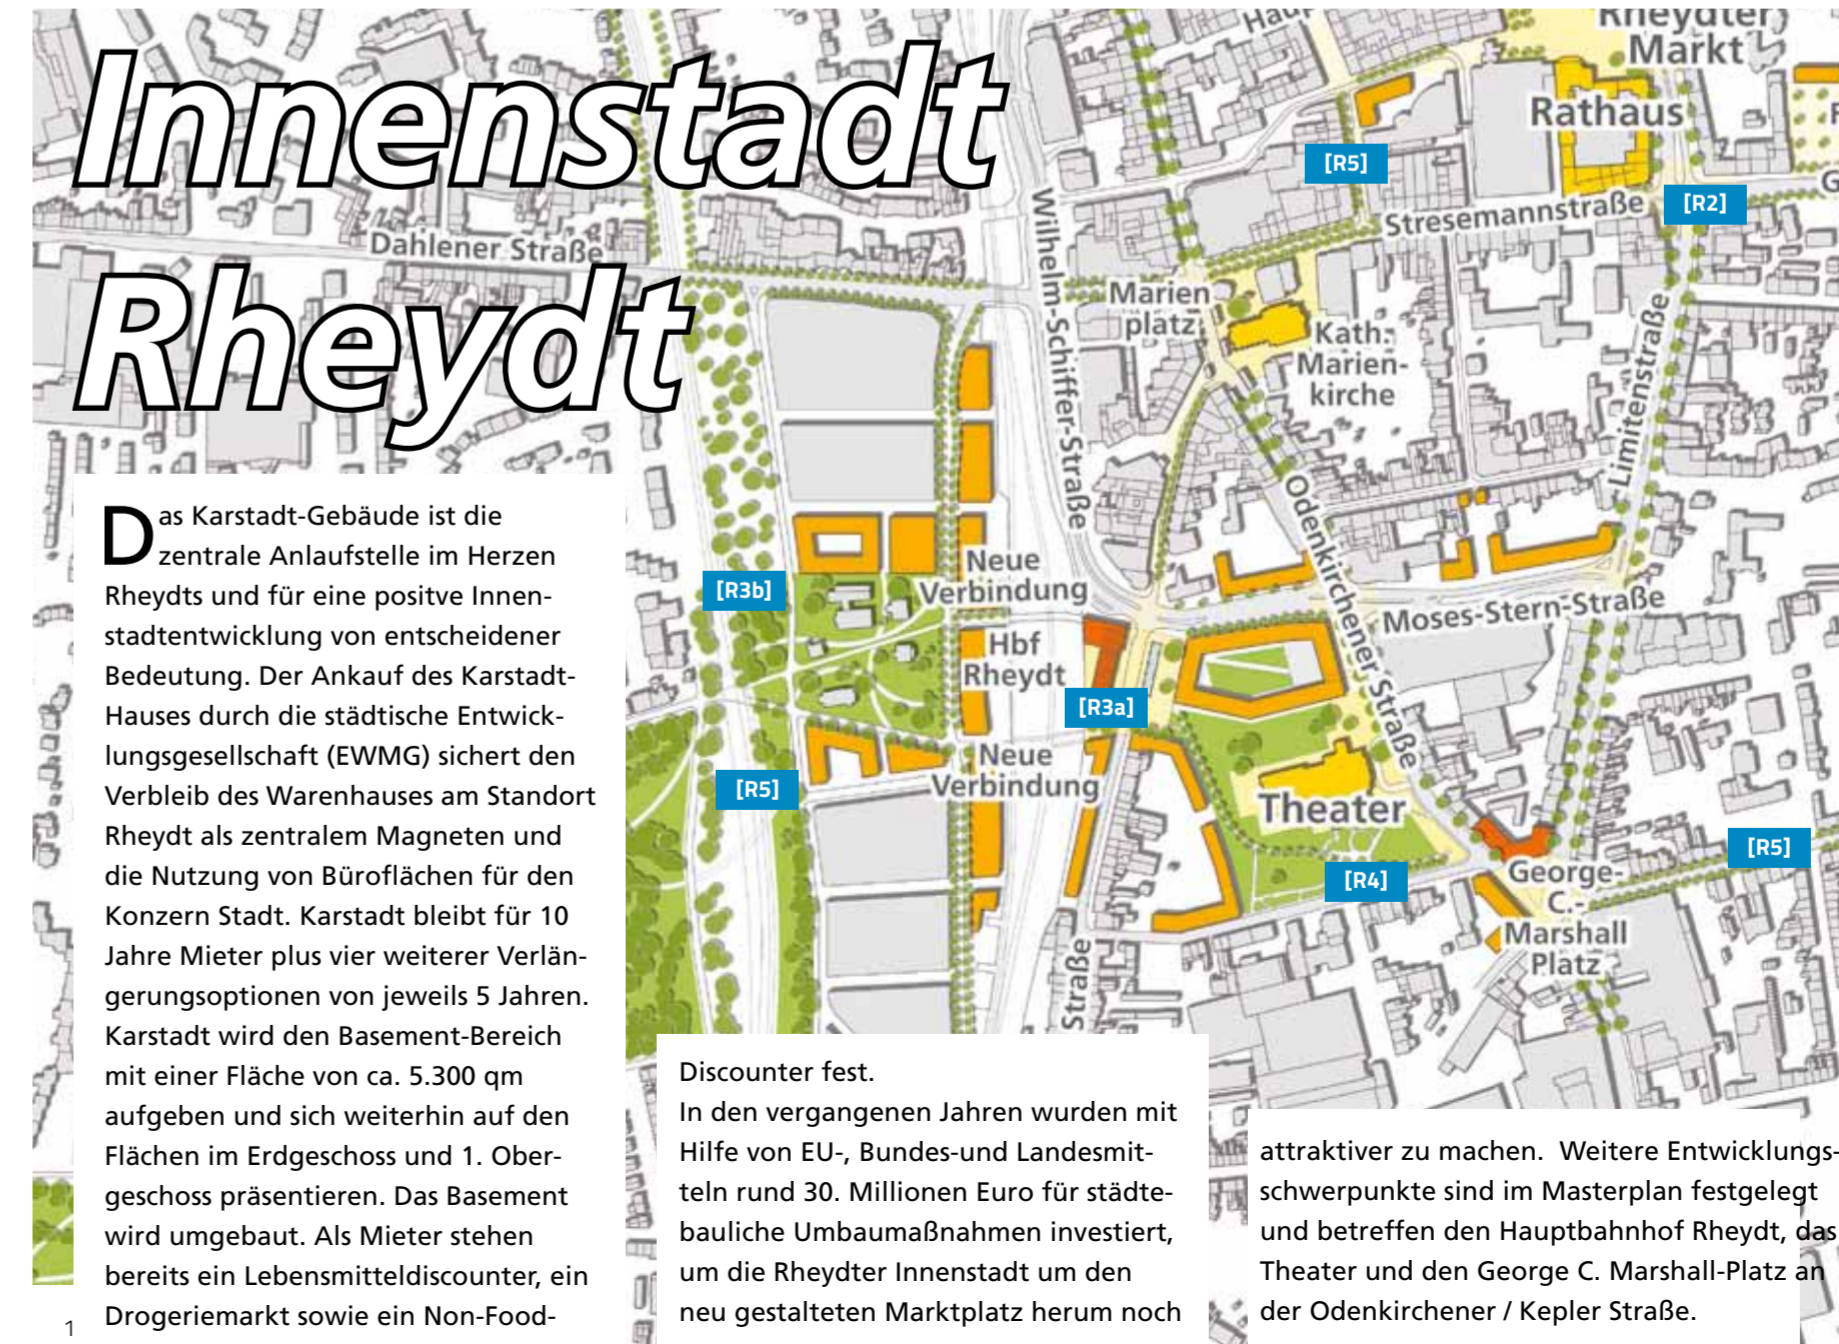 Innenstadt
Rheydt
Das Karstadt-Gebäude ist die
zentrale Anlaufstelle im Herzen
Rheydts und für eine positve Innen-
stadtentwicklung von entscheidener
Bedeutung. Der Ankauf des Karstadt-
Hauses durch die städtische Entwick-
lungsgesellschaft (EWMG) sichert den
Verbleib des Warenhauses am Standort
Rheydt als zentralem Magneten und
die Nutzung von Büroflächen für den
Konzern Stadt. Karstadt bleibt für 10
Jahre Mieter plus vier weiterer Verlän-
gerungsoptionen von jeweils 5 Jahren.
Karstadt wird den Basement-Bereich
mit einer Fläche von ca. 5.300 qm
aufgeben und sich weiterhin auf den
Flächen im Erdgeschoss und 1. Ober-
geschoss präsentieren. Das Basement
wird umgebaut. Als Mieter stehen
bereits ein Lebensmitteldiscounter, ein
Drogeriemarkt sowie ein Non-Food-
Discounter fest.
In den vergangenen Jahren wurden mit
Hilfe von EU-, Bundes-und Landesmit-
teln rund 30. Millionen Euro für städte-
bauliche Umbaumaßnahmen investiert,
um die Rheydter Innenstadt um den
neu gestalteten Marktplatz herum noch
attraktiver zu machen. Weitere Entwicklungs-
schwerpunkte sind im Masterplan festgelegt
und betreffen den Hauptbahnhof Rheydt, das
Theater und den George C. Marshall-Platz an
der Odenkirchener / Kepler Straße.
1
Dahlener Straße
Wilhelm-Schiffer-Straße
Rheydter
Markt
Rathaus
[R5]
[R2]
Stresemannstraße
Marien
platz
Kath.
Marien-
kirche
Limitenstraße
Odenkirchener Straße
Moses-Stern-Straße
Neue
Verbindung
[R3b]
Hbf
Rheydt
[R3a]
Neue
Verbindung
[R5]
Theater
[R4]
[R5]
George-
C.-
Marshall
Platz
Straße